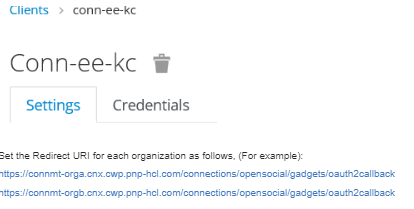 Clients > conn-ee-kc
Conn-ee-kc
Settings Credentials
Set the Redirect URI for each organization as follows, (For example):
https://connmt-orga.cnx.cwp.pnp-hcl.com/connections/opensocial/gadgets/oauth2callback
https://connmt-orgb.cnx.cwp.pnp-hcl.com/connections/opensocial/gadgets/oauth2callback